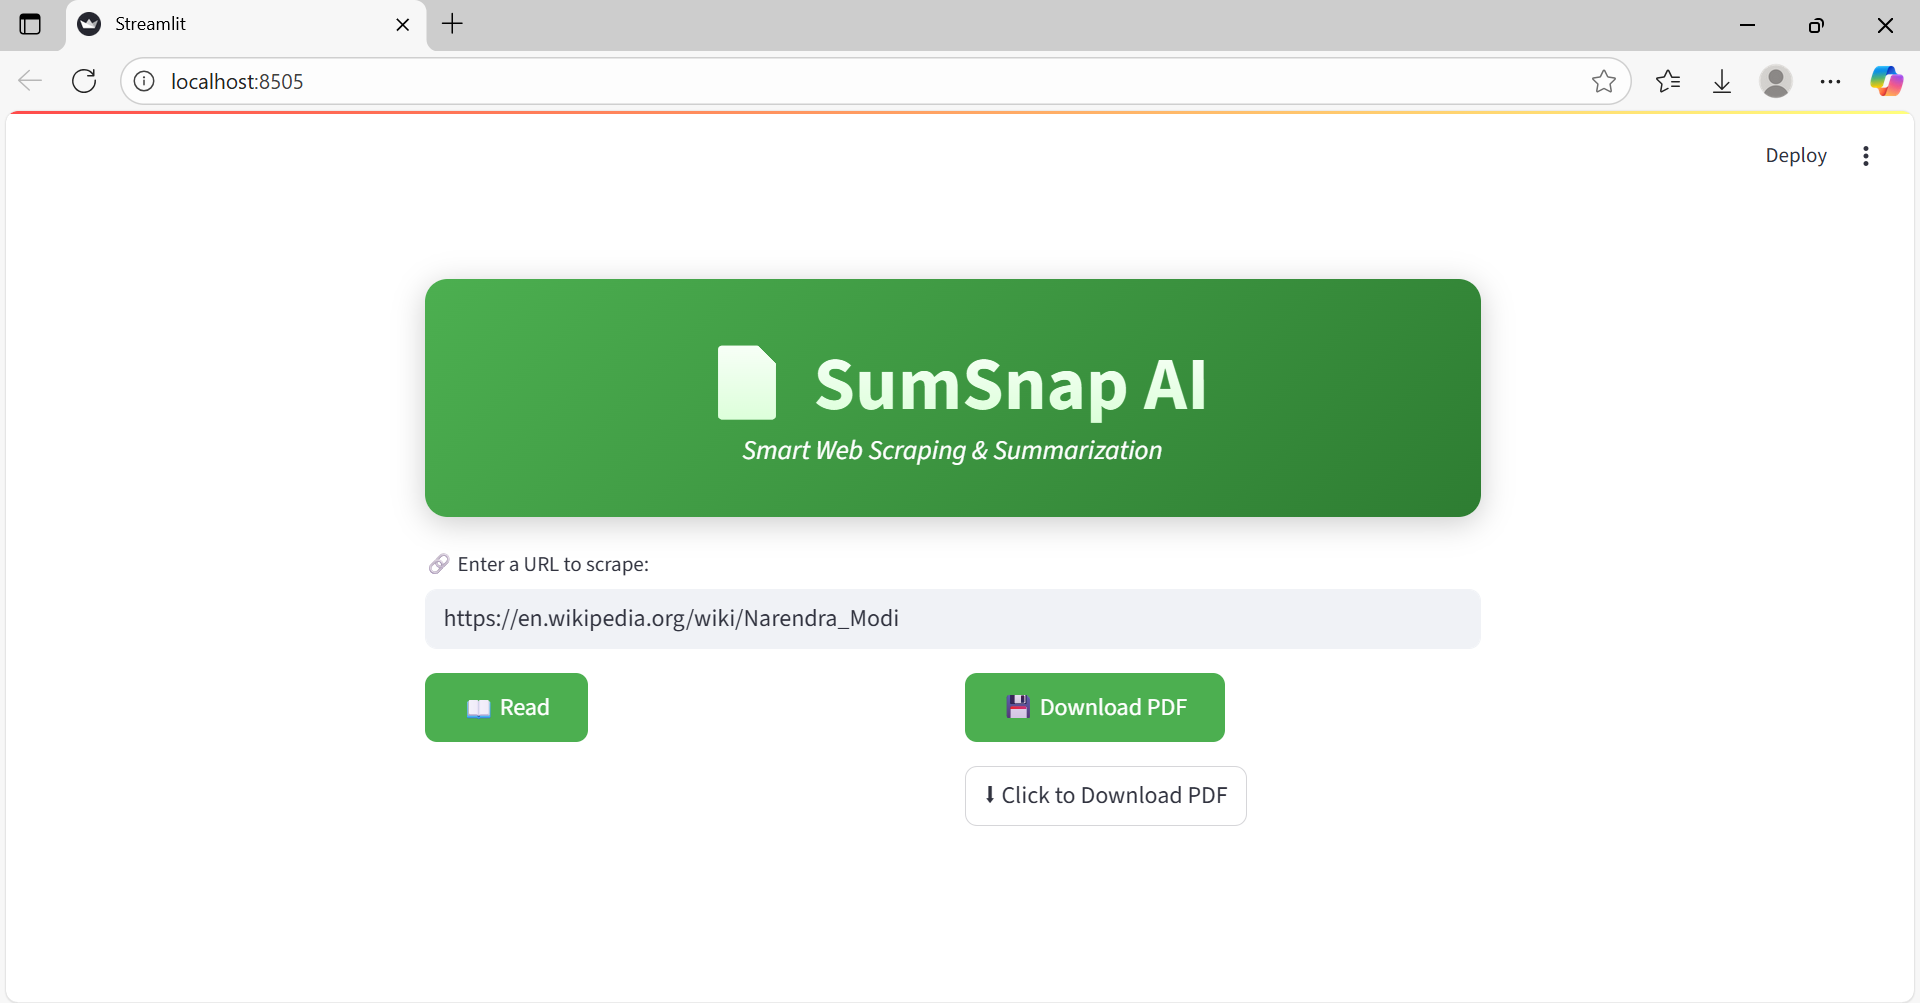 Streamlit
localhost:8505
Deploy
SumSnap AI
Smart Web Scraping & Summarization
🔗 Enter a URL to scrape:
https://en.wikipedia.org/wiki/Narendra_Modi
📖 Read
💾 Download PDF
⬇ Click to Download PDF